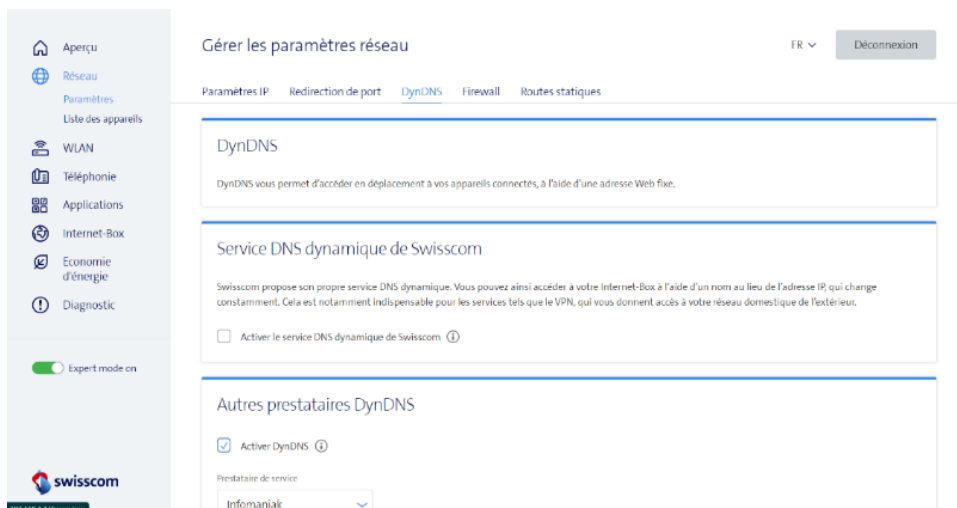 Aperçu
Réseau
Paramètres
Liste des appareils
WLAN
Téléphonie
Applications
Internet-Box
Economie
d'énergie
Diagnostic
Expert mode on
swisscom
Gérer les paramètres réseau
FR
Déconnexion
Paramètres IP Redirection de port DynDNS Firewall Routes statiques
DynDNS
DynDNS vous permet d'accéder en déplacement à vos appareils connectés, à l'aide d'une adresse Web fixe.
Service DNS dynamique de Swisscom
Swisscom propose son propre service DNS dynamique. Vous pouvez ainsi accéder à votre Internet-Box à l'aide d'un nom au lieu de l'adresse IP, qui change
constamment. Cela est notamment indispensable pour les services tels que le VPN, qui vous donnent accès à votre réseau domestique de l'extérieur.
Activer le service DNS dynamique de Swisscom
Autres prestataires DynDNS
Activer DynDNS
Prestataire de service
Infomaniak